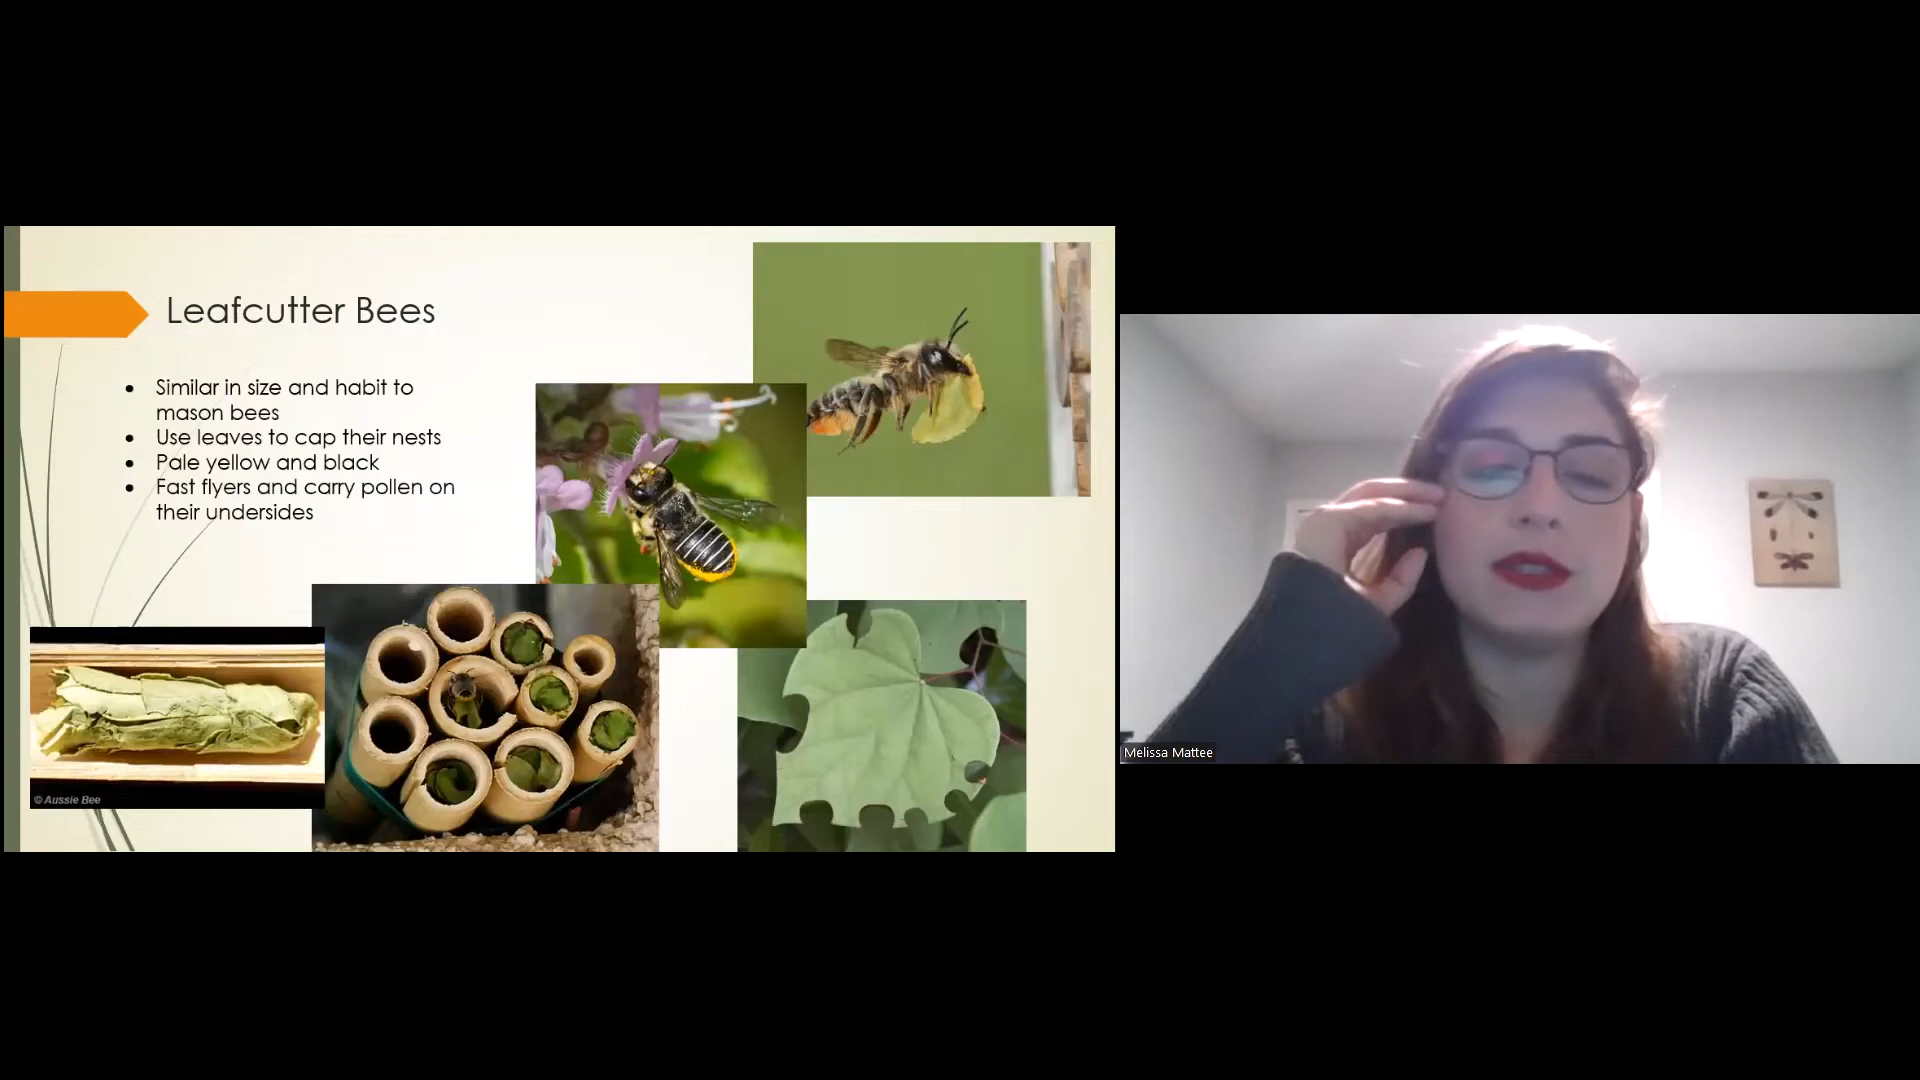 Leafcutter Bees
• Similar in size and habit to
mason bees
• Use leaves to cap their nests
• Pale yellow and black
• Fast flyers and carry pollen on
their undersides
© Aussie Bee
Melissa Mattee